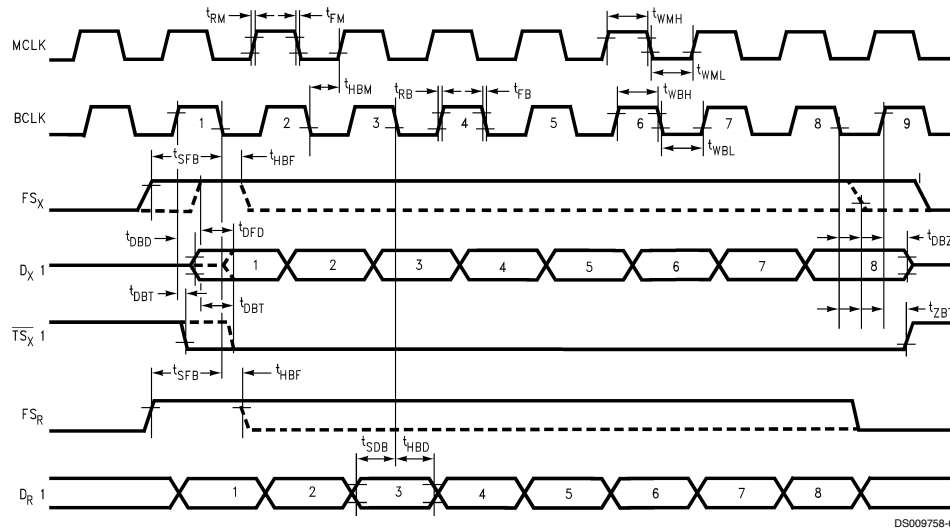 tRM tFM tWMH
MCLK
tHBM tRB tFB tWBH tWML
BCLK 1 2 3 4 5 6 7 8 9
tSFB tHBF tWBL
FSX
tDBD tDFD tDBZ
DX 1 1 2 3 4 5 6 7 8
tDBT tDBT tZBT
TSX 1
tSFB tHBF
FSR
tSDB tHBD
DR 1 1 2 3 4 5 6 7 8